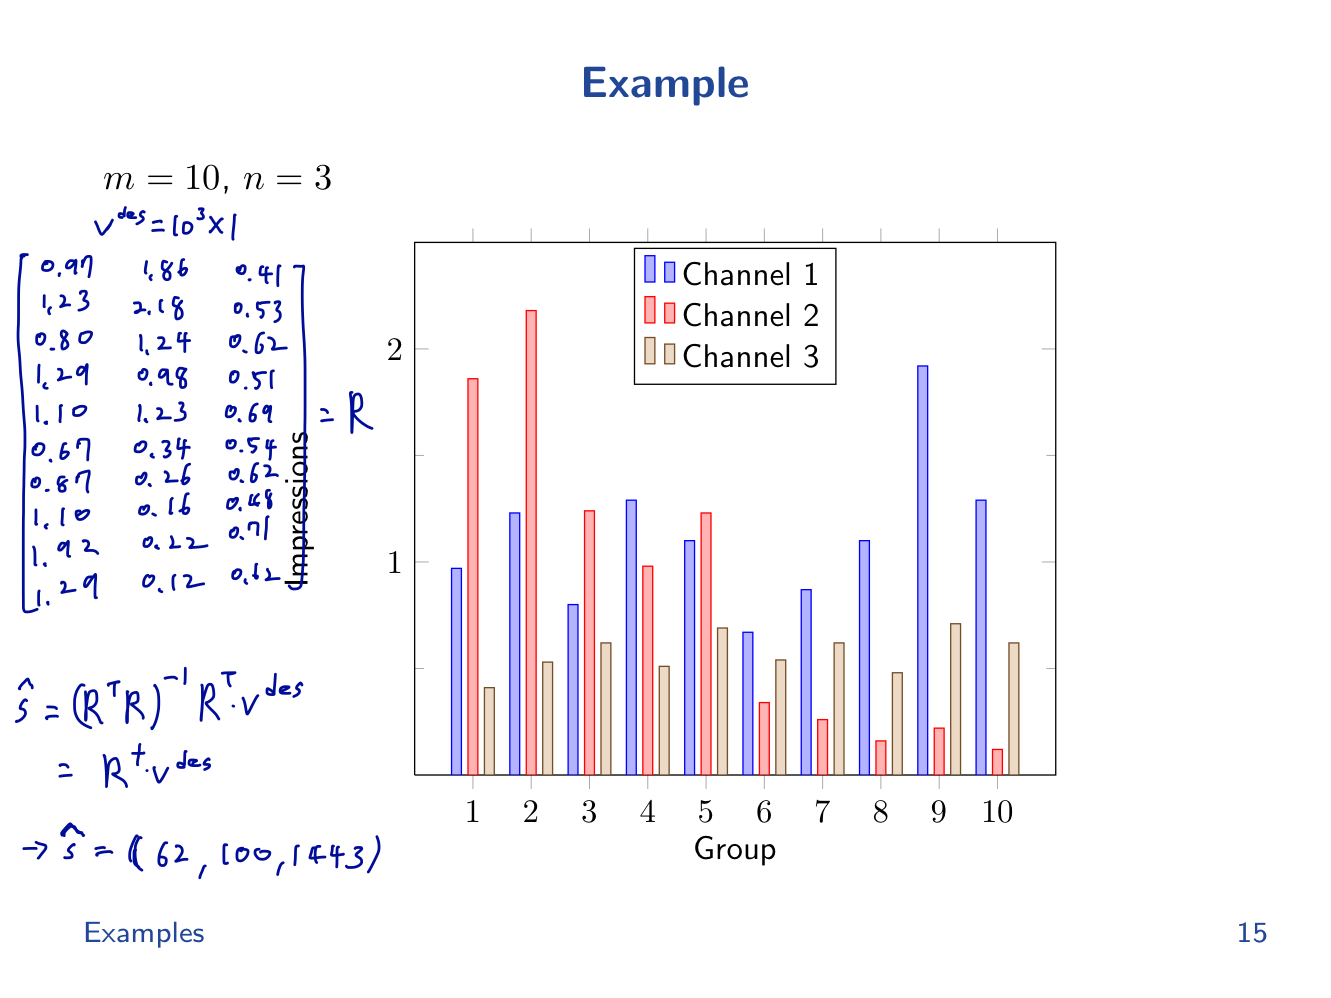 Example
m = 10, n = 3
v^des = 10^3 × 1
0.97 1.86 0.41
1.23 2.18 0.53
0.80 1.24 0.62
1.29 0.98 0.51
1.10 1.23 0.69
0.67 0.34 0.54
0.87 0.26 0.62
1.10 0.16 0.48
1.92 0.22 0.71
1.29 0.12 0.62
= R
ŝ = (R^T R)^-1 R^T · v^des
= R^† · v^des
→ ŝ = (62, 100, 1443)
Channel 1
Channel 2
Channel 3
2
1
Impressions
1 2 3 4 5 6 7 8 9 10
Group
Examples
15